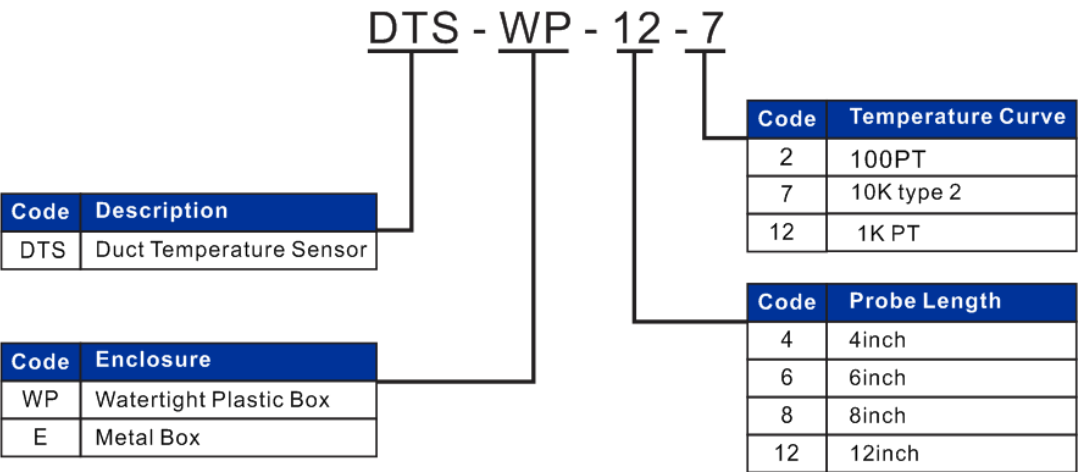 DTS - WP - 12 - 7
Code Description
DTS Duct Temperature Sensor
Code Enclosure
WP Watertight Plastic Box
E Metal Box
Code Temperature Curve
2 100PT
7 10K type 2
12 1K PT
Code Probe Length
4 4inch
6 6inch
8 8inch
12 12inch